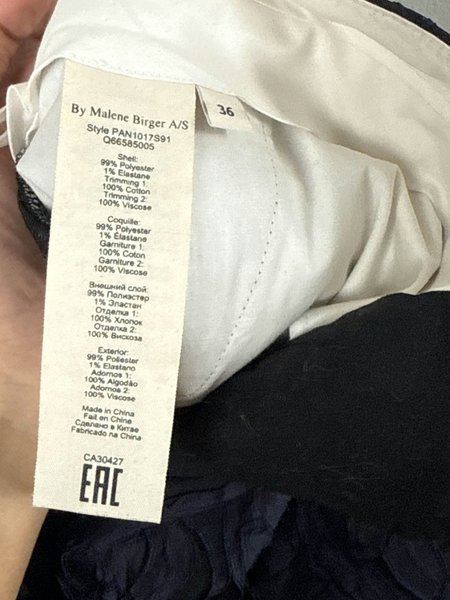 By Malene Birger A/S
Style PAN1017S91
Q66585005
Shell:
99% Polyester
1% Elastane
Trimming 1:
100% Cotton
Trimming 2:
100% Viscose
Coquille:
99% Polyester
1% Elastane
Garniture 1:
100% Coton
Garniture 2:
100% Viscose
Внешний слой:
99% Полиэстер
1% Эластан
Отделка 1:
100% Хлопок
Отделка 2:
100% Вискоза
Exterior:
99% Poliester
1% Elastano
Adornos 1:
100% Algodão
Adornos 2:
100% Viscose
Made in China
Fait en Chine
Сделано в Китае
Fabricado na China
CA30427
EAC
36